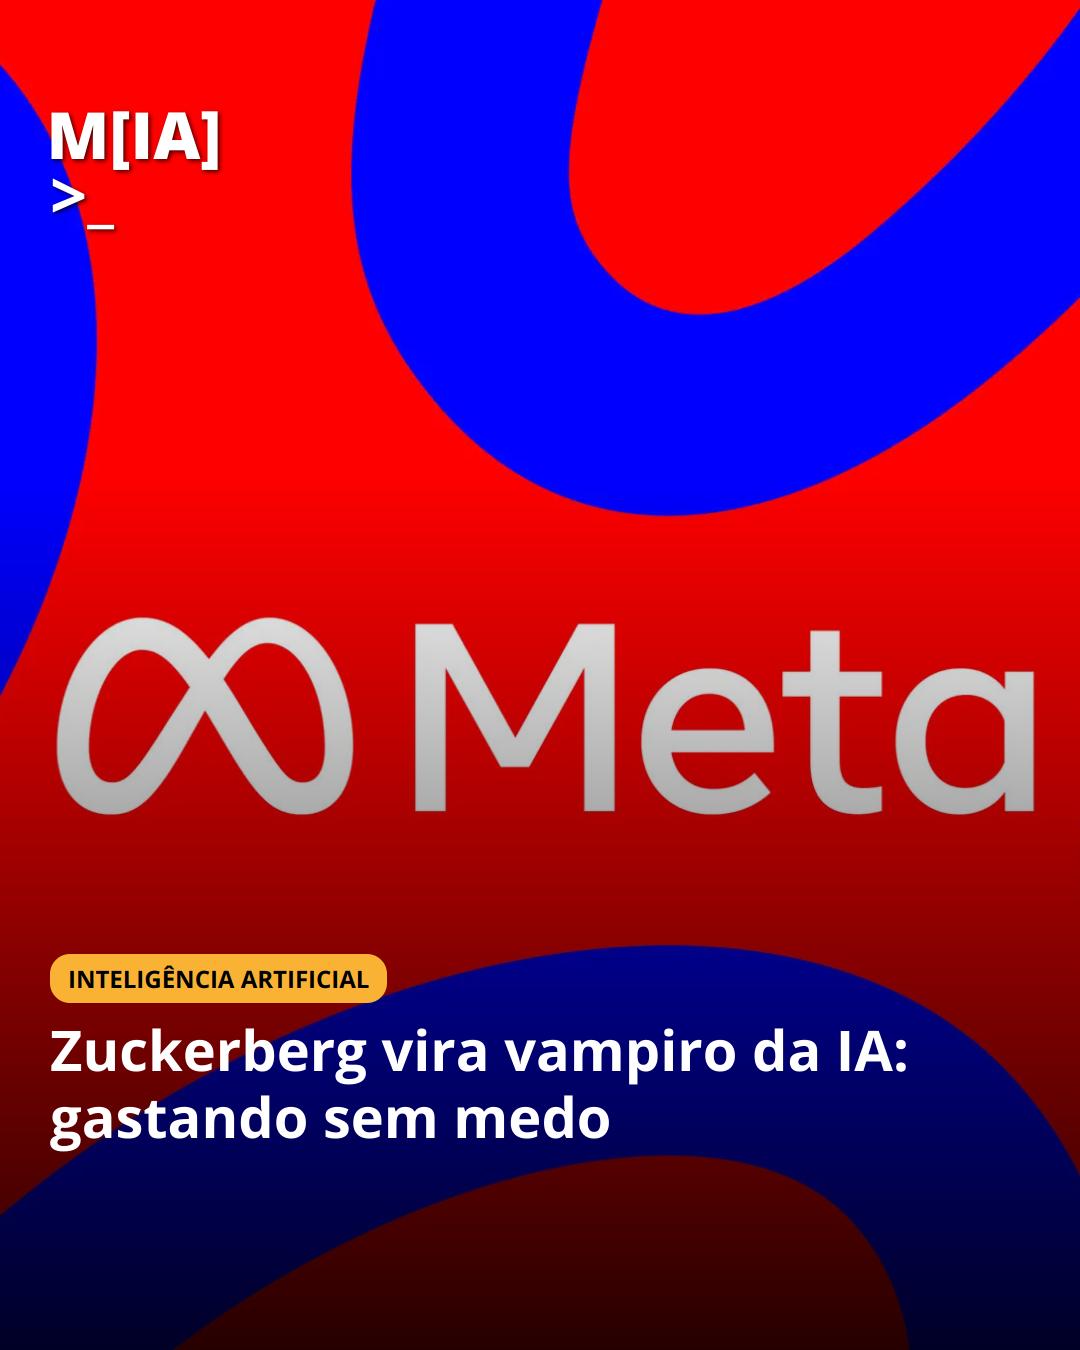 M[IA]
>_
Meta
INTELIGÊNCIA ARTIFICIAL
Zuckerberg vira vampiro da IA:
gastando sem medo